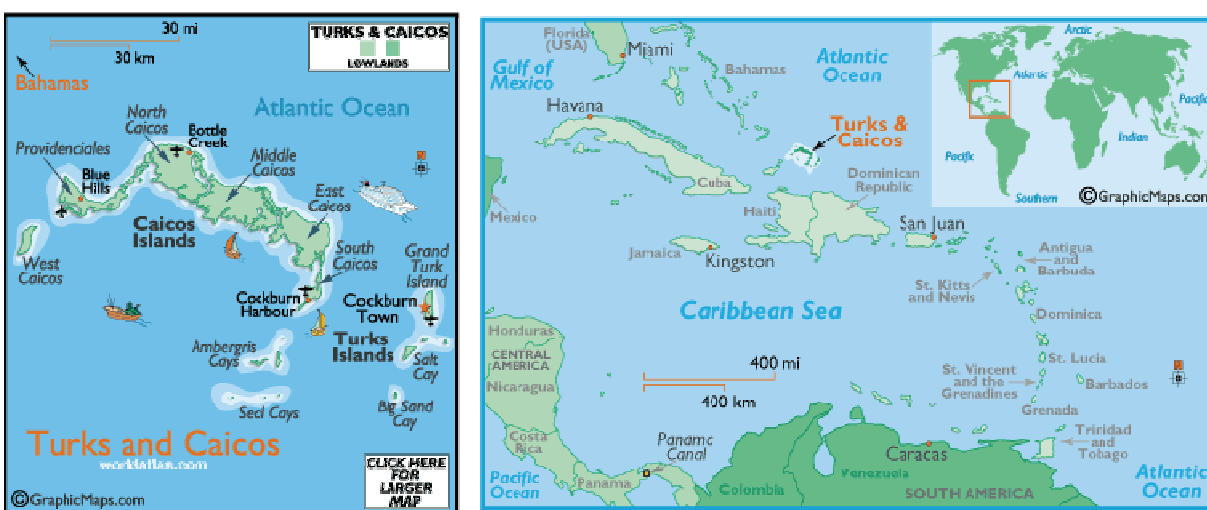 30 mi
30 km
TURKS & CAICOS
LOWLANDS
Bahamas
Atlantic Ocean
North
Caicos
Bottle
Creek
Providenciales
Middle
Caicos
Blue
Hills
East
Caicos
Caicos
Islands
West
Caicos
South
Caicos
Grand
Turk
Island
Cockburn
Harbour
Cockburn
Town
Turks
Islands
Ambergris
Cays
Salt
Cay
Secl Cays
Big Sand
Cay
Turks and Caicos
worldatlas.com
CLICK HERE
FOR
LARGER
MAP
©GraphicMaps.com
Florida
(USA)
Miami
Gulf of
Mexico
Bahamas
Atlantic
Ocean
Havana
Turks &
Caicos
Cuba
Dominican
Republic
Mexico
Haiti
San Juan
Jamaica
Kingston
Antigua
and
Barbuda
St. Kitts
and Nevis
Caribbean Sea
Dominica
Honduras
CENTRAL
AMERICA
Nicaragua
400 mi
400 km
St. Lucia
St. Vincent
and the
Grenadines
Barbados
Grenada
Costa
Rica
Panama
Canal
Trinidad
and
Tobago
Caracas
Pacific
Ocean
Panama
Colombia
Venezuela
SOUTH AMERICA
Atlantic
Ocean
Arctic
Atlantic
Pacific
Indian
Pacific
Southern
©GraphicMaps.com